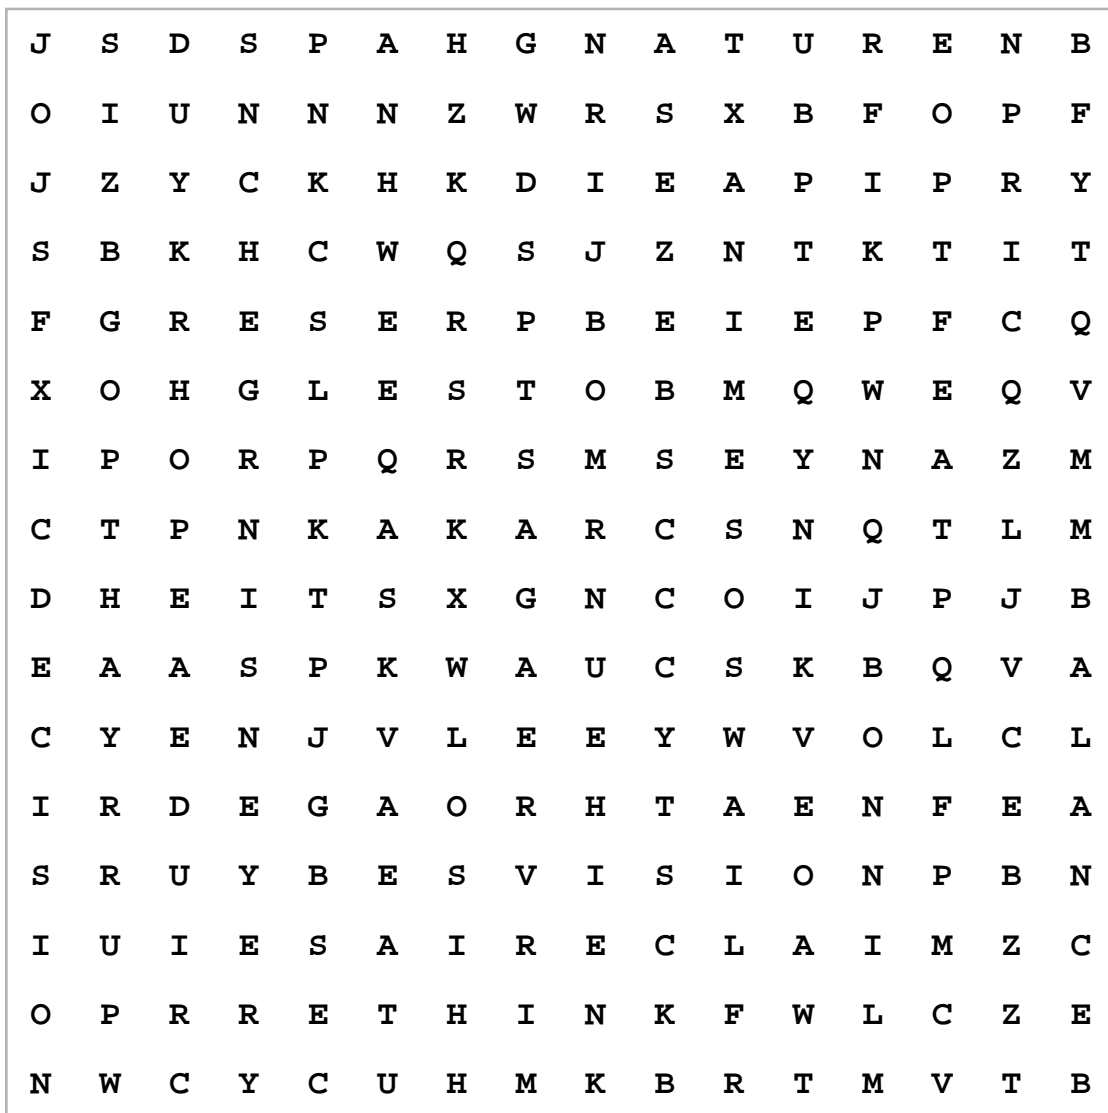 J S D S P A H G N A T U R E N B
O I U N N N Z W R S X B F O P F
J Z Y C K H K D I E A P I P R Y
S B K H C W Q S J Z N T K T I T
F G R E S E R P B E I E P F C Q
X O H G L E S T O B M Q W E Q V
I P O R P Q R S M S E Y N A Z M
C T P N K A K A R C S N Q T L M
D H E I T S X G N C O I J P J B
E A A S P K W A U C S K B Q V A
C Y E N J V L E E Y W V O L C L
I R D E G A O R H T A E N F E A
S R U Y B E S V I S I O N P B N
I U I E S A I R E C L A I M Z C
O P R R E T H I N K F W L C Z E
N W C Y C U H M K B R T M V T B